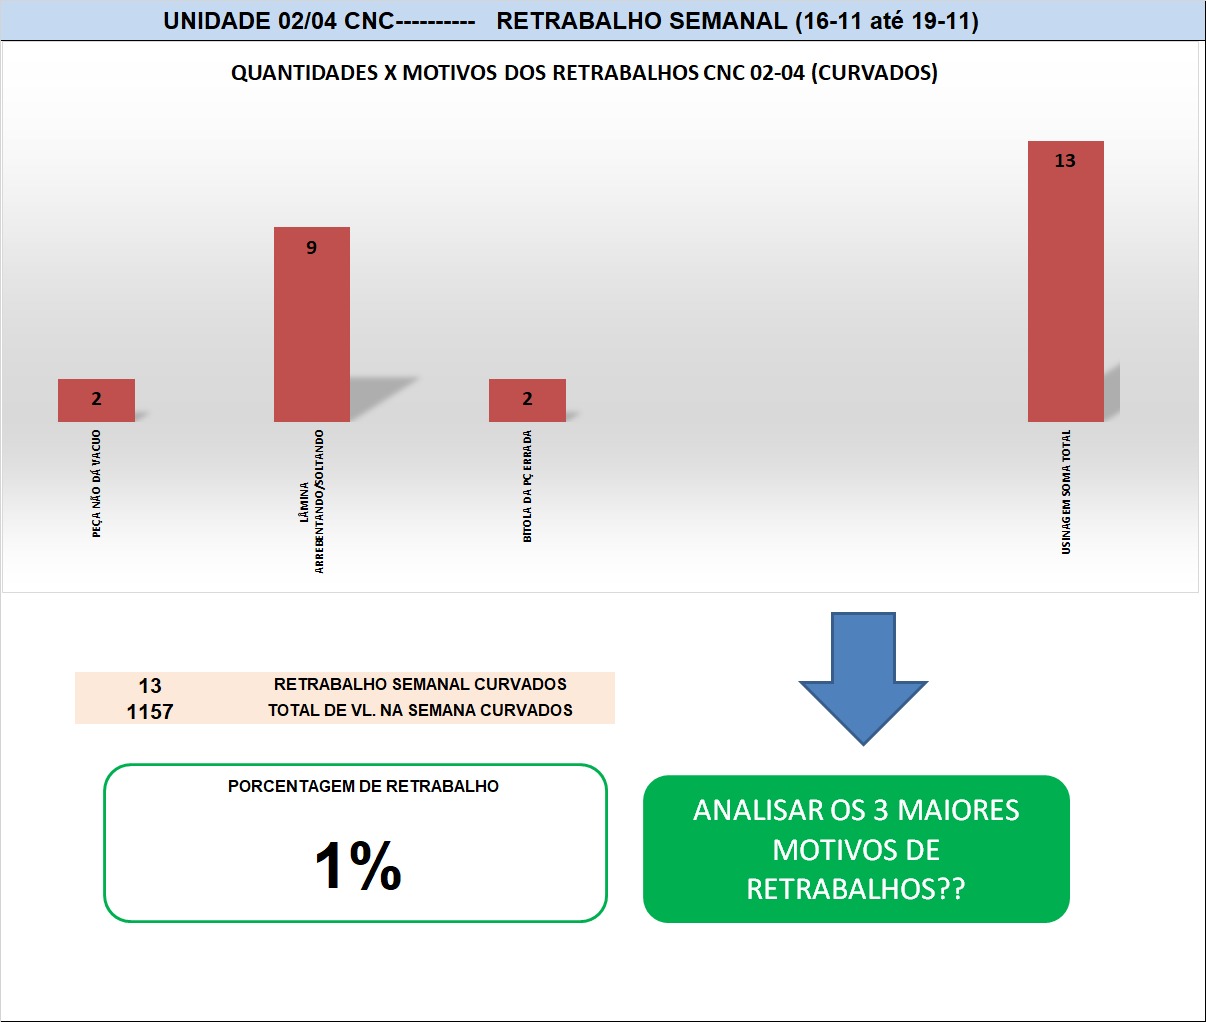 UNIDADE 02/04 CNC---------- RETRABALHO SEMANAL (16-11 até 19-11)
QUANTIDADES X MOTIVOS DOS RETRABALHOS CNC 02-04 (CURVADOS)
13
9
2
2
PEÇA NÃO DÁ VACUO
LÂMINA
ARREBENTANDO/SOLTANDO
BITOLA DA PÇ ERRADA
USINAGEM SOMA TOTAL
13 RETRABALHO SEMANAL CURVADOS
1157 TOTAL DE VL. NA SEMANA CURVADOS
PORCENTAGEM DE RETRABALHO
1%
ANALISAR OS 3 MAIORES
MOTIVOS DE
RETRABALHOS??